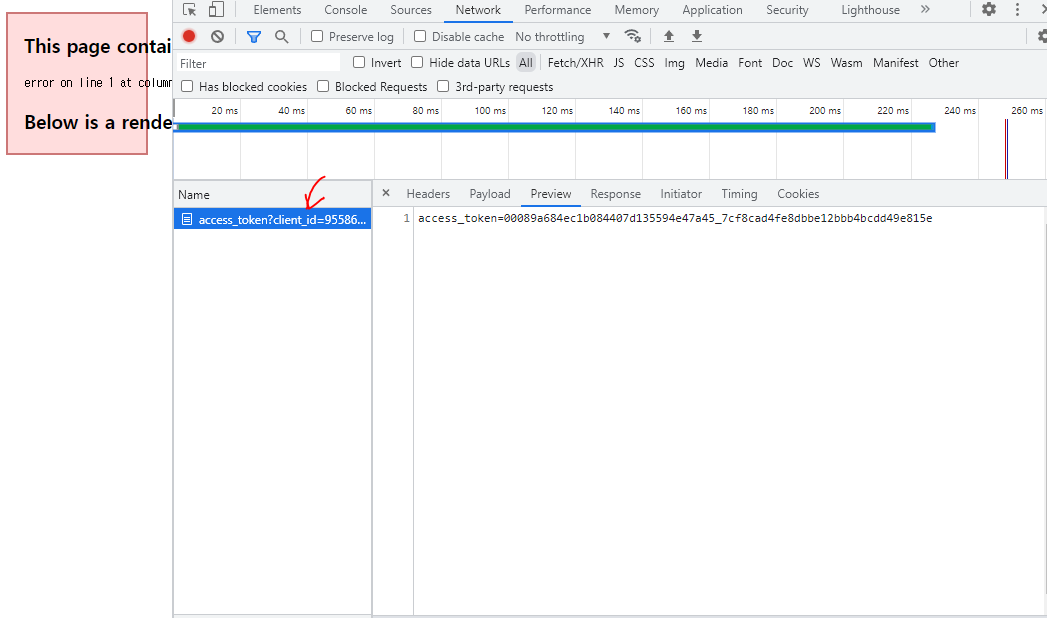 This page contai
error on line 1 at colum
Below is a rende
Elements Console Sources Network Performance Memory Application Security Lighthouse »
Preserve log Disable cache No throttling
Filter Invert Hide data URLs All Fetch/XHR JS CSS Img Media Font Doc WS Wasm Manifest Other
Has blocked cookies Blocked Requests 3rd-party requests
20 ms 40 ms 60 ms 80 ms 100 ms 120 ms 140 ms 160 ms 180 ms 200 ms 220 ms 240 ms 260 ms
Name × Headers Payload Preview Response Initiator Timing Cookies
access_token?client_id=95586...
1 access_token=00089a684ec1b084407d135594e47a45_7cf8cad4fe8dbbe12bbb4bcdd49e815e